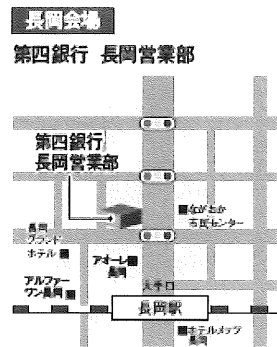 長岡会場
第四銀行 長岡営業部
第四銀行
長岡営業部
ながおか
市民センター
長岡
グランド
ホテル
アオーレ
長岡
アルファー
ワン長岡
大手口
長岡駅
ホテルメッツ
長岡